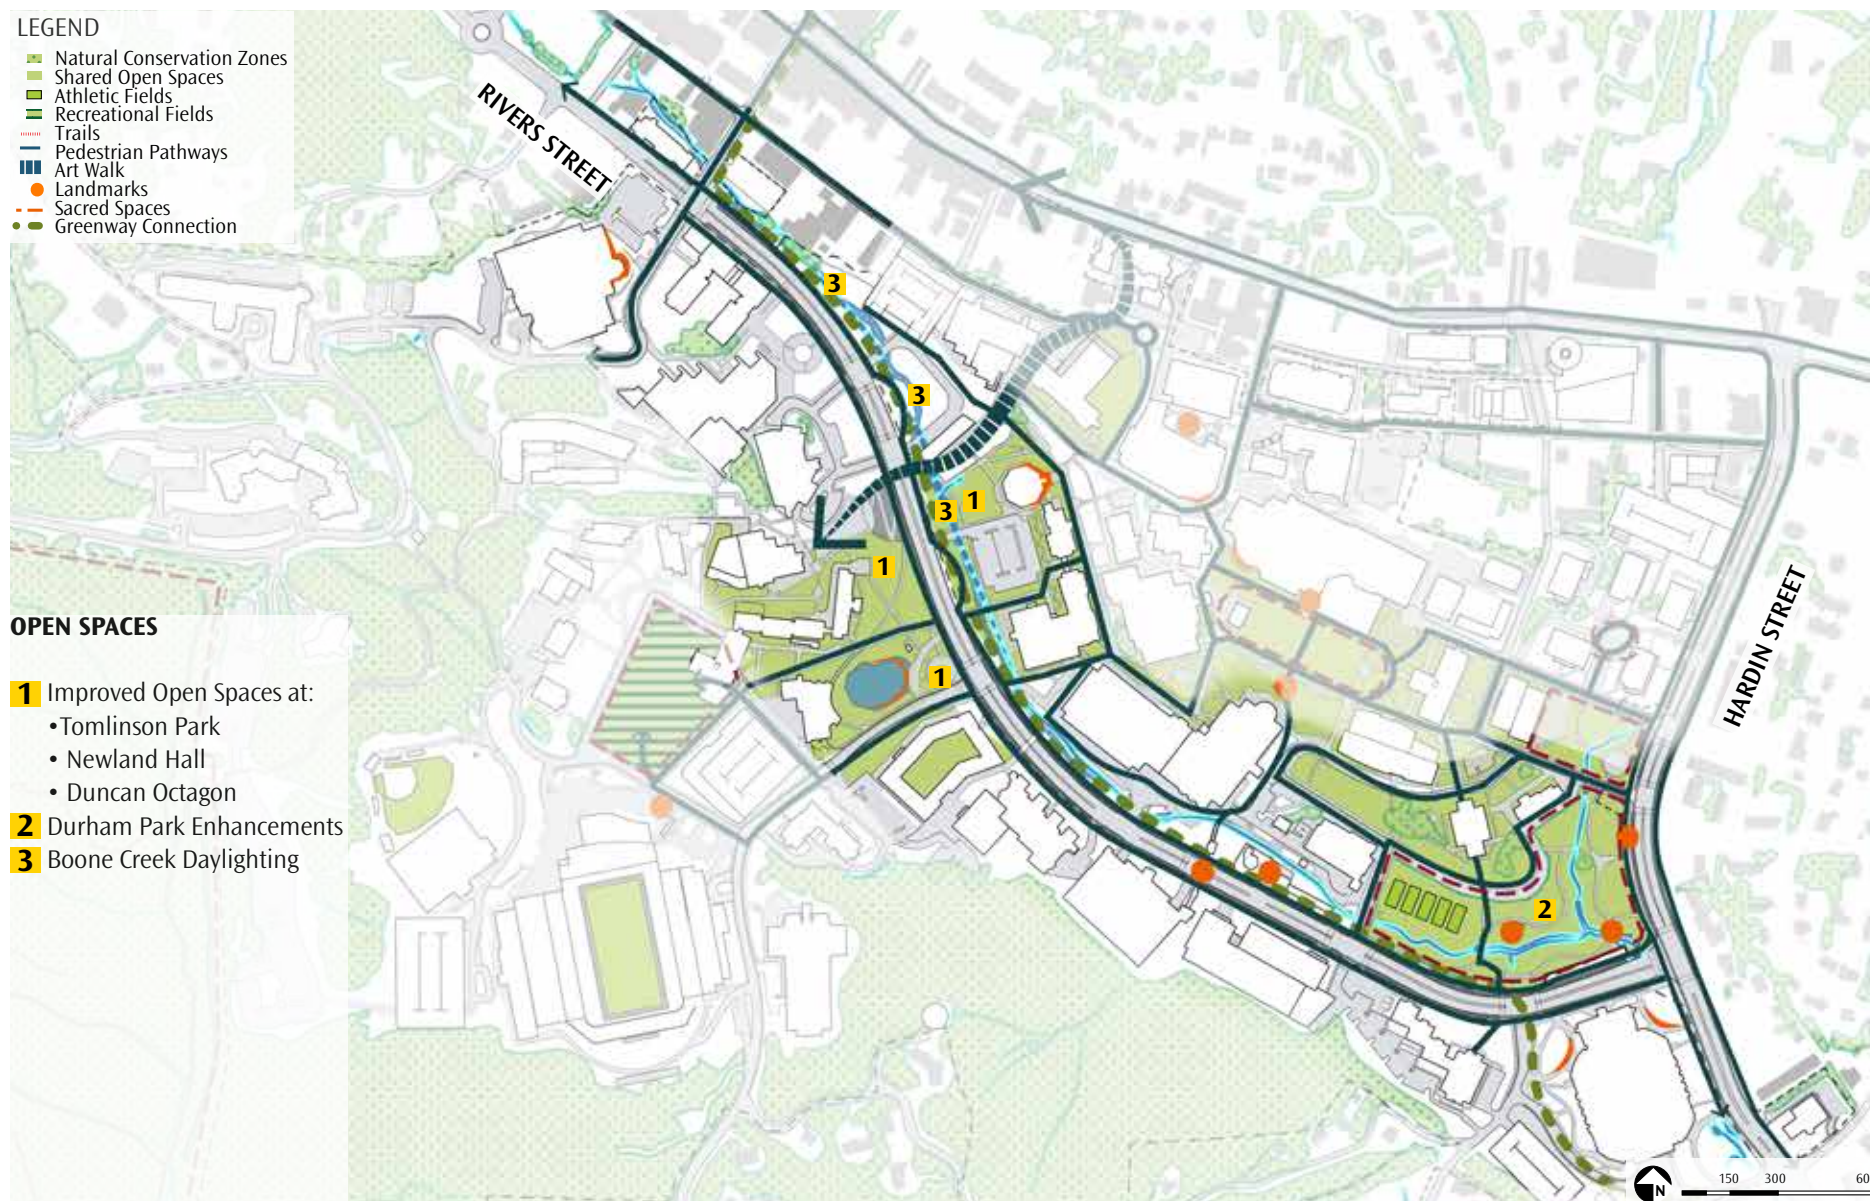 LEGEND
Natural Conservation Zones
Shared Open Spaces
Athletic Fields
Recreational Fields
Trails
Pedestrian Pathways
Art Walk
Landmarks
Sacred Spaces
Greenway Connection
RIVERS STREET
3
3
1
3
1
1
HARDIN STREET
2
OPEN SPACES
1 Improved Open Spaces at:
• Tomlinson Park
• Newland Hall
• Duncan Octagon
2 Durham Park Enhancements
3 Boone Creek Daylighting
N
150 300